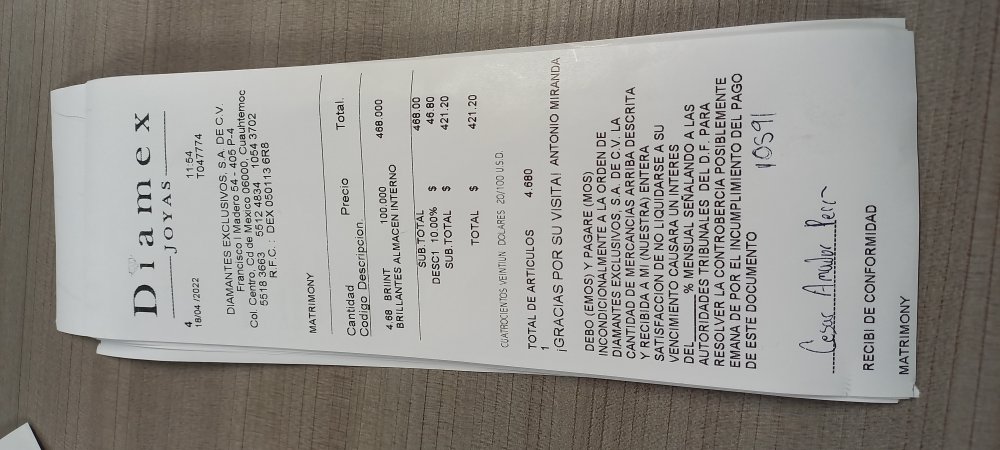 Diamex
JOYAS
4 11:54
18/04 /2022 T047774
DIAMANTES EXCLUSIVOS, S.A. DE C.V.
Francisco I Madero 54 - 405 P-4
Col. Centro, Cd de Mexico 06000, Cuauhtemoc
5518 3663 5512 4834 1054 3702
R.F.C. : DEX 050113 6R8
MATRIMONY
Cantidad Precio Total.
Codigo Descripcion.
4.68 BRIINT 100.000 468.000
BRILLANTES ALMACEN INTERNO
SUB.TOTAL 468.00
DESC1 10.00% $ 46.80
SUB.TOTAL $ 421.20
TOTAL $ 421.20
CUATROCIENTOS VEINTIUN DOLARES 20/100 U.S.D.
TOTAL DE ARTICULOS 4.680
1
¡GRACIAS POR SU VISITA! ANTONIO MIRANDA
DEBO (EMOS) Y PAGARE (MOS)
INCONDICIONALMENTE A LA ORDEN DE
DIAMANTES EXCLUSIVOS, S.A. DE C.V. LA
CANTIDAD DE MERCANCIAS ARRIBA DESCRITA
Y RECIBIDA A MI (NUESTRA) ENTERA
SATISFACCION DE NO LIQUIDARSE A SU
VENCIMIENTO CAUSARA UN INTERES
DEL______% MENSUAL SEÑALANDO A LAS
AUTORIDADES TRIBUNALES DEL D.F. PARA
RESOLVER LA CONTROBERCIA POSIBLEMENTE
EMANA DE POR EL INCUMPLIMIENTO DEL PAGO
DE ESTE DOCUMENTO
10591
Cesar Amador
RECIBI DE CONFORMIDAD
MATRIMONY